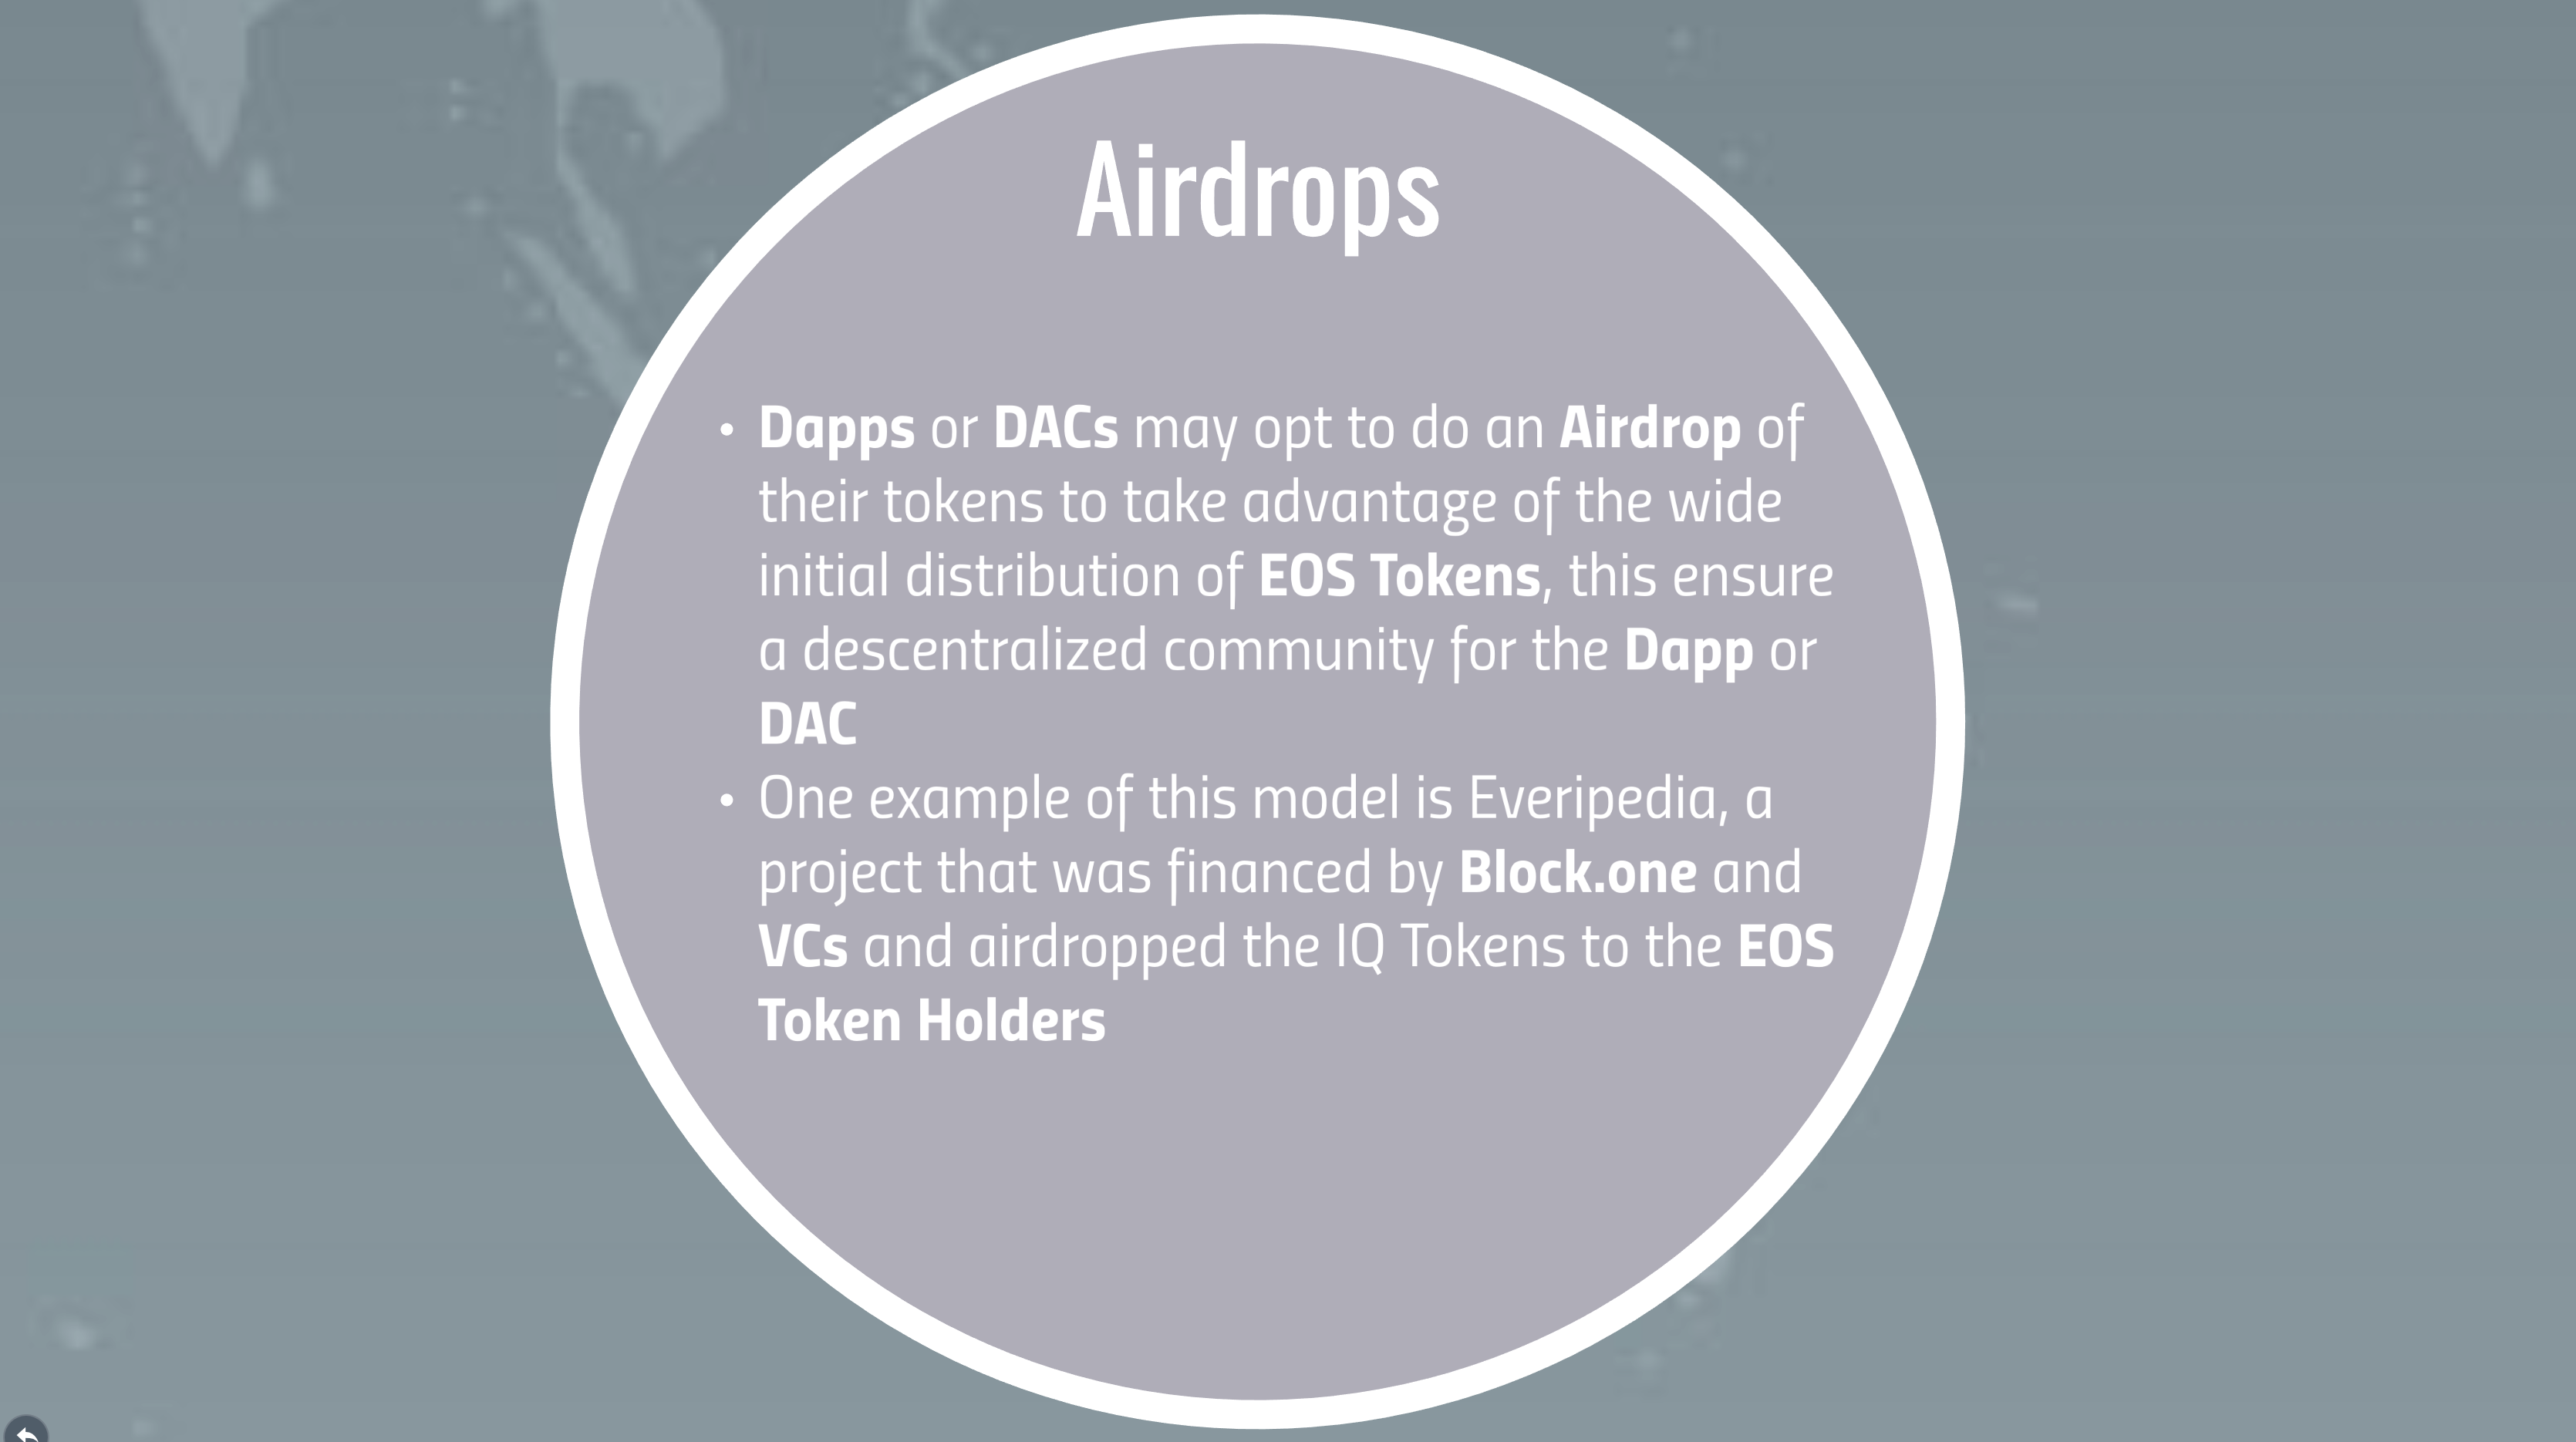 Airdrops
• Dapps or DACs may opt to do an Airdrop of
their tokens to take advantage of the wide
initial distribution of EOS Tokens, this ensure
a descentralized community for the Dapp or
DAC
• One example of this model is Everipedia, a
project that was financed by Block.one and
VCs and airdropped the IQ Tokens to the EOS
Token Holders